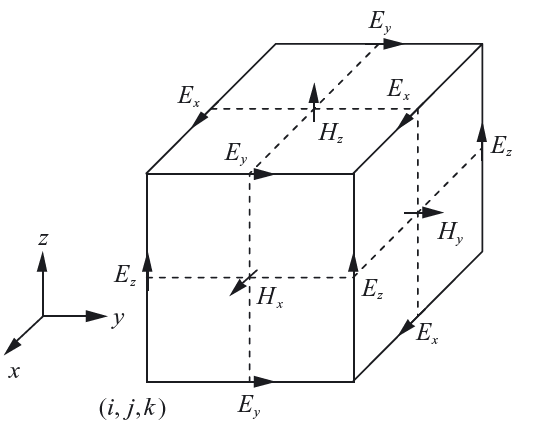 E_y
E_x
E_x
H_z
E_y
E_z
H_y
z
E_z
E_z
H_x
y
E_x
x
(i, j, k)
E_y